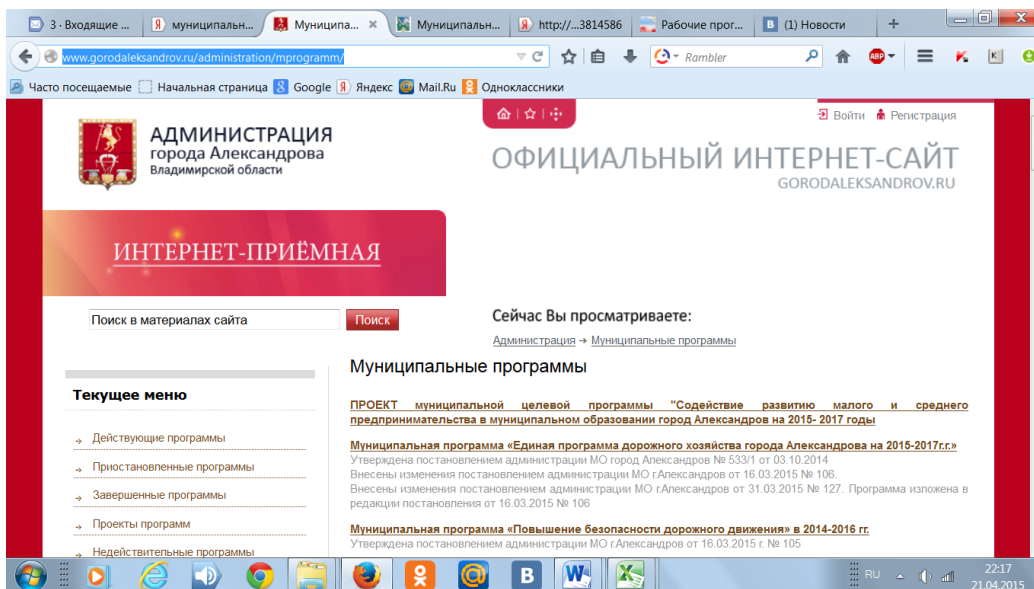 3 · Входящие ...
муниципальн...
Муниципа... ×
Муниципальн...
http://...3814586
Рабочие прог...
(1) Новости
+
www.gorodaleksandrov.ru/administration/mprogramm/
Rambler
ABP
Часто посещаемые Начальная страница Google Яндекс Mail.Ru Одноклассники
Войти Регистрация
АДМИНИСТРАЦИЯ
города Александрова
Владимирской области
ОФИЦИАЛЬНЫЙ ИНТЕРНЕТ-САЙТ
GORODALEKSANDROV.RU
ИНТЕРНЕТ-ПРИЁМНАЯ
Поиск в материалах сайта Поиск
Сейчас Вы просматриваете:
Администрация → Муниципальные программы
Текущее меню
→ Действующие программы
→ Приостановленные программы
→ Завершенные программы
→ Проекты программ
→ Недействительные программы
Муниципальные программы
ПРОЕКТ муниципальной целевой программы "Содействие развитию малого и среднего
предпринимательства в муниципальном образовании город Александров на 2015- 2017 годы
Муниципальная программа «Единая программа дорожного хозяйства города Александрова на 2015-2017г.г.»
Утверждена постановлением администрации МО город Александров № 533/1 от 03.10.2014
Внесены изменения постановлением администрации МО г.Александров от 16.03.2015 № 106.
Внесены изменения постановлением администрации МО г.Александров от 31.03.2015 № 127. Программа изложена в
редакции постановления от 16.03.2015 № 106
Муниципальная программа «Повышение безопасности дорожного движения» в 2014-2016 гг.
Утверждена постановлением администрации МО г.Александров от 16.03.2015 г. № 105
RU
22:17
21.04.2015